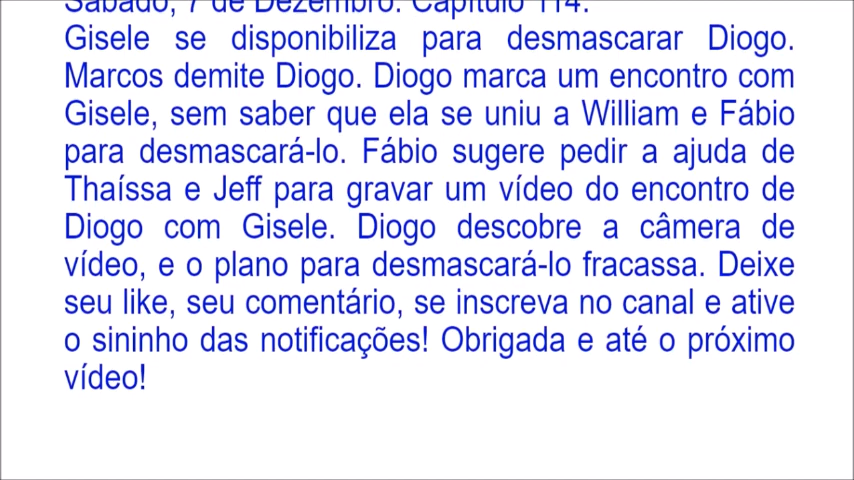 Sábado, 7 de Dezembro. Capítulo 114.
Gisele se disponibiliza para desmascarar Diogo.
Marcos demite Diogo. Diogo marca um encontro com
Gisele, sem saber que ela se uniu a William e Fábio
para desmascará-lo. Fábio sugere pedir a ajuda de
Thaíssa e Jeff para gravar um vídeo do encontro de
Diogo com Gisele. Diogo descobre a câmera de
vídeo, e o plano para desmascará-lo fracassa. Deixe
seu like, seu comentário, se inscreva no canal e ative
o sininho das notificações! Obrigada e até o próximo
vídeo!